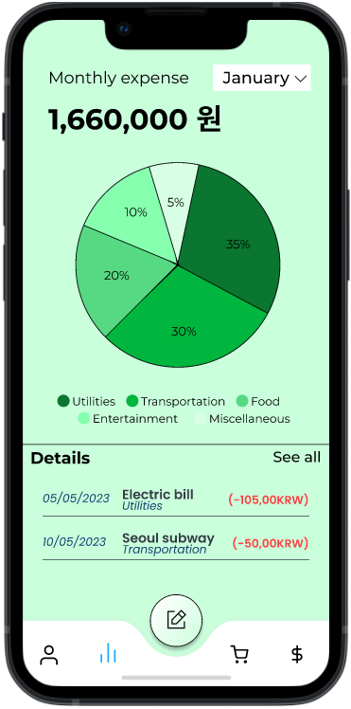 Monthly expense
January
1,660,000 원
5%
10%
35%
20%
30%
Utilities Transportation Food
Entertainment Miscellaneous
Details See all
05/05/2023 Electric bill (-105,00KRW)
Utilities
10/05/2023 Seoul subway (-50,00KRW)
Transportation
$